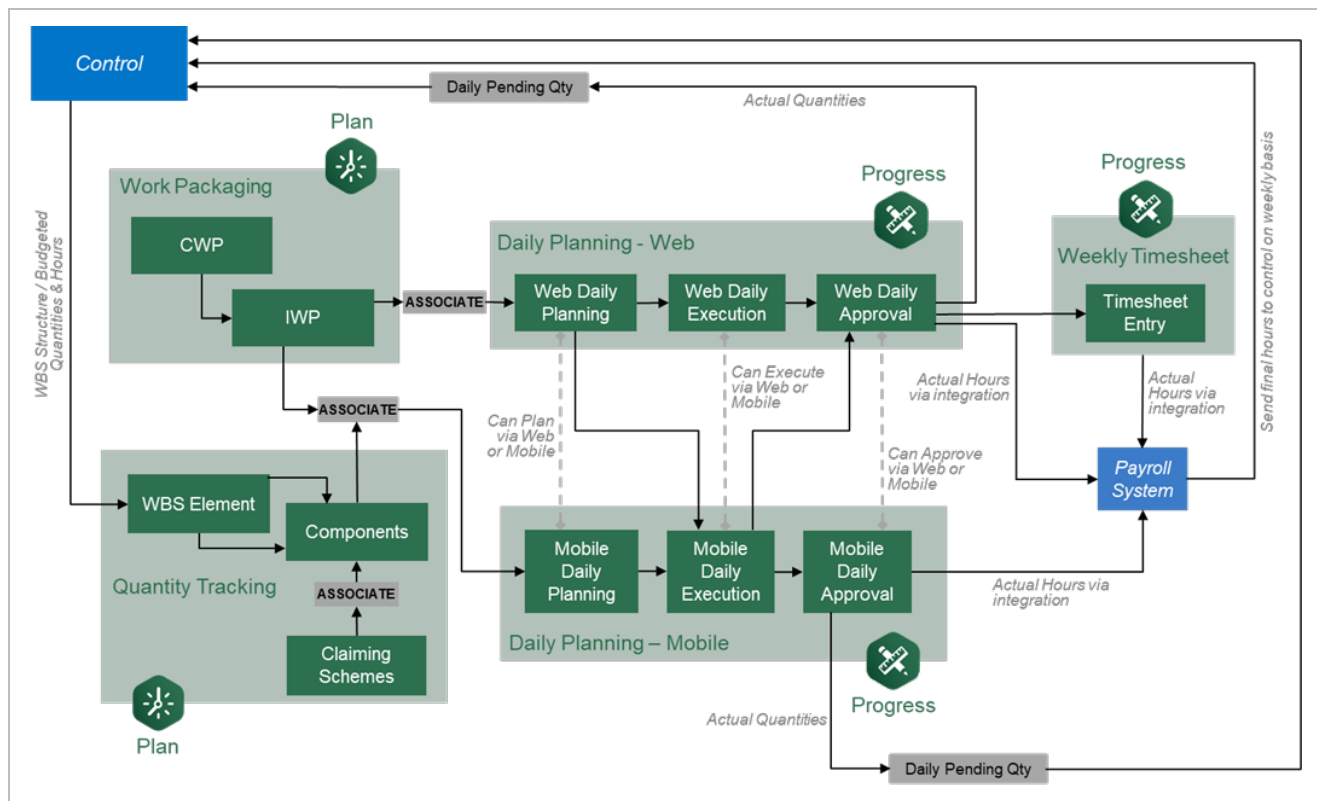 Control
Daily Pending Qty
Actual Quantities
Plan
Work Packaging
CWP
IWP
ASSOCIATE
ASSOCIATE
WBS Structure / Budgeted
Quantities & Hours
Progress
Daily Planning - Web
Web Daily
Planning
Web Daily
Execution
Web Daily
Approval
Progress
Weekly Timesheet
Timesheet
Entry
Can Plan
via Web
or Mobile
Can Execute
via Web or
Mobile
Can Approve
via Web or
Mobile
Actual Hours
via integration
Actual
Hours via
integration
Send final hours to control on weekly basis
Payroll
System
WBS Element
Components
Quantity Tracking
ASSOCIATE
Claiming
Schemes
Plan
Mobile
Daily
Planning
Mobile
Daily
Execution
Mobile
Daily
Approval
Actual Hours via
integration
Daily Planning – Mobile
Progress
Actual Quantities
Daily Pending Qty